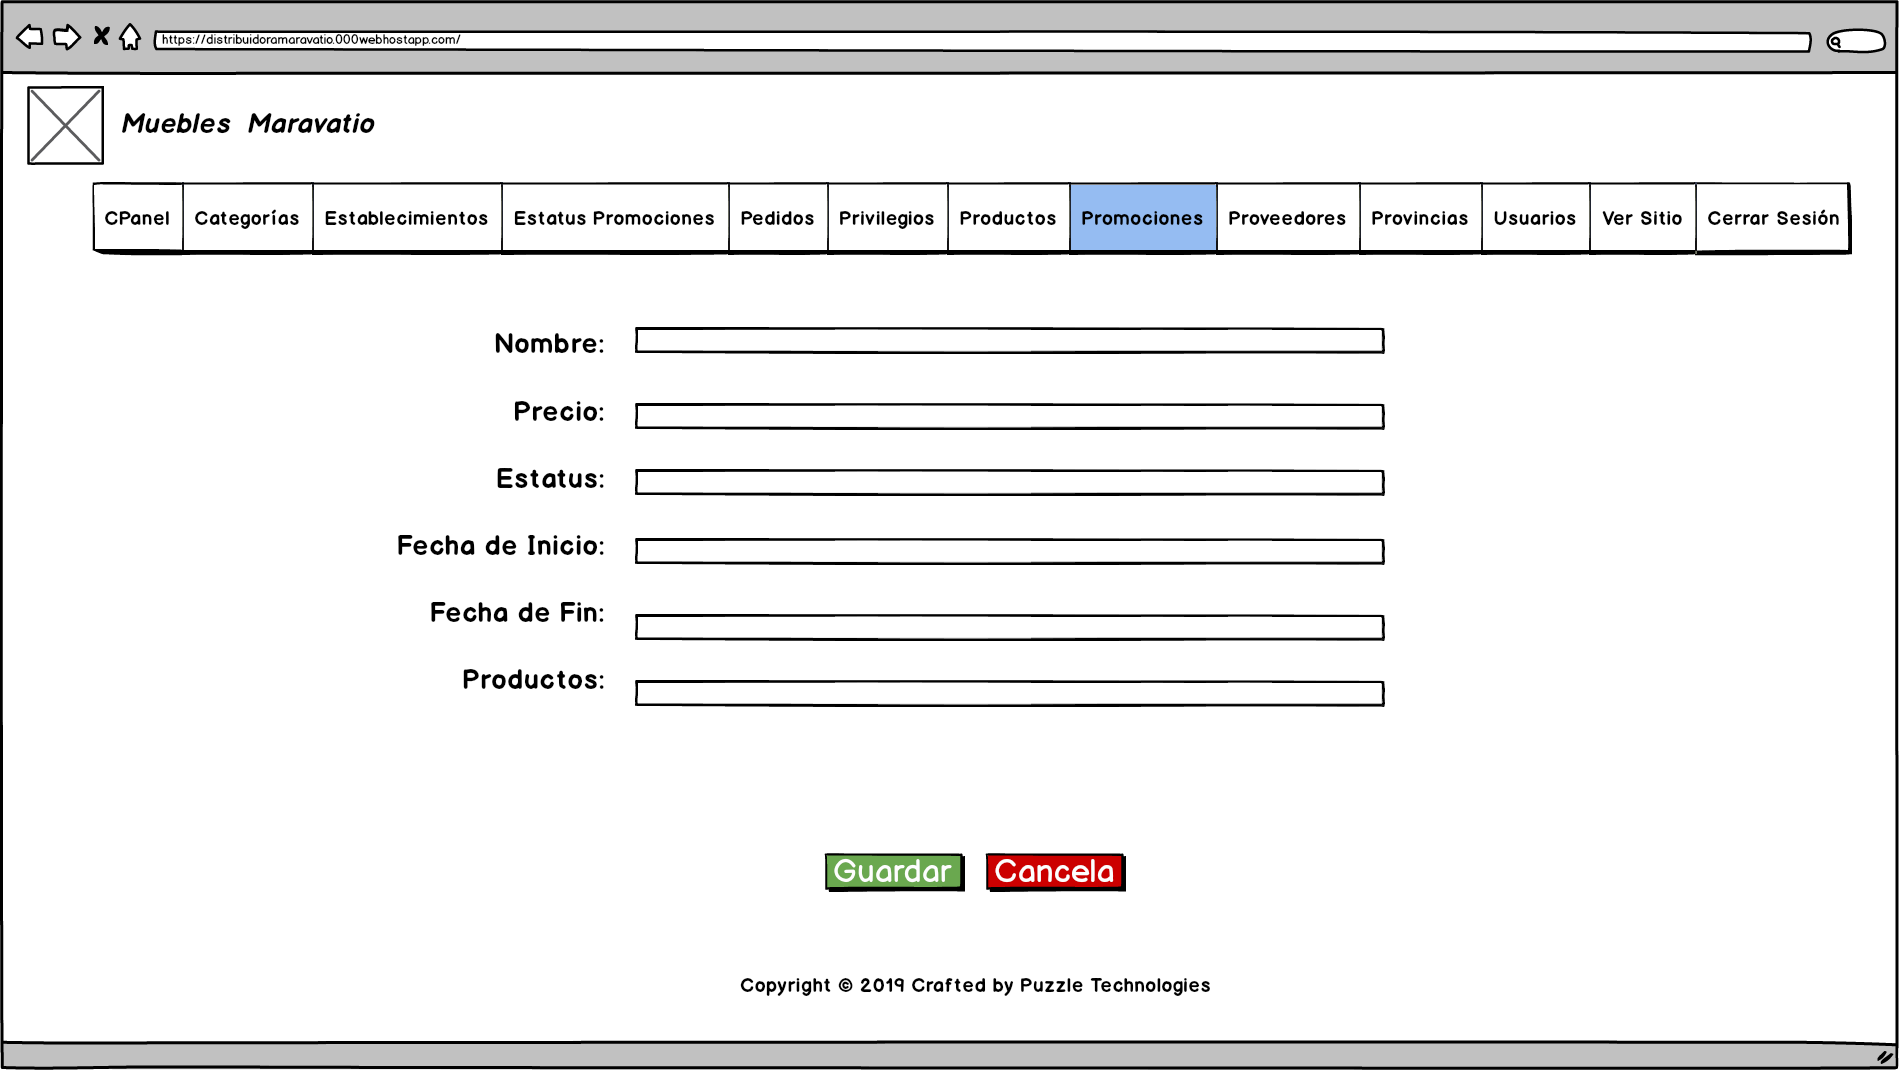 https://distribuidoramaravatio.000webhostapp.com/
Muebles Maravatio
CPanel Categorías Establecimientos Estatus Promociones Pedidos Privilegios Productos Promociones Proveedores Provincias Usuarios Ver Sitio Cerrar Sesión
Nombre:
Precio:
Estatus:
Fecha de Inicio:
Fecha de Fin:
Productos:
Guardar Cancela
Copyright © 2019 Crafted by Puzzle Technologies